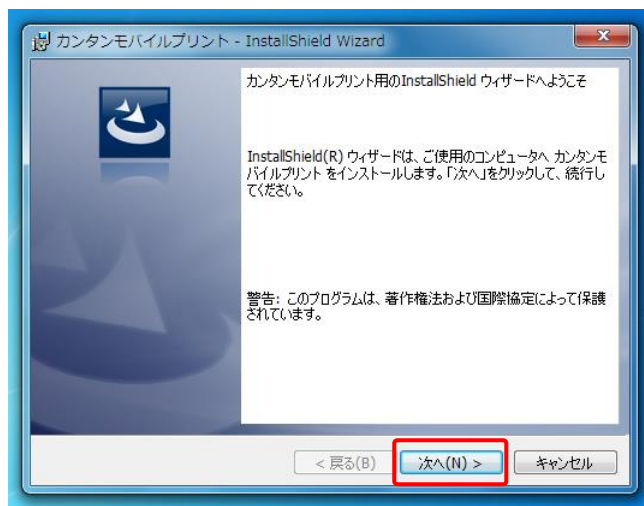 カンタンモバイルプリント - InstallShield Wizard
カンタンモバイルプリント用のInstallShield ウィザードへようこそ
InstallShield(R) ウィザードは、ご使用のコンピュータへ カンタンモ
バイルプリント をインストールします。「次へ」をクリックして、続行し
てください。
警告: このプログラムは、著作権法および国際協定によって保護
されています。
< 戻る(B)
次へ(N) >
キャンセル